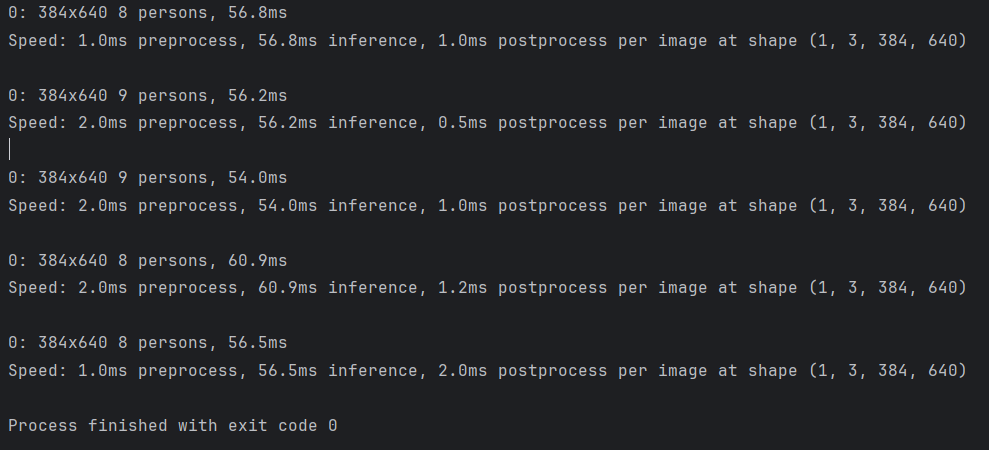 0: 384x640 8 persons, 56.8ms
Speed: 1.0ms preprocess, 56.8ms inference, 1.0ms postprocess per image at shape (1, 3, 384, 640)
0: 384x640 9 persons, 56.2ms
Speed: 2.0ms preprocess, 56.2ms inference, 0.5ms postprocess per image at shape (1, 3, 384, 640)
0: 384x640 9 persons, 54.0ms
Speed: 2.0ms preprocess, 54.0ms inference, 1.0ms postprocess per image at shape (1, 3, 384, 640)
0: 384x640 8 persons, 60.9ms
Speed: 2.0ms preprocess, 60.9ms inference, 1.2ms postprocess per image at shape (1, 3, 384, 640)
0: 384x640 8 persons, 56.5ms
Speed: 1.0ms preprocess, 56.5ms inference, 2.0ms postprocess per image at shape (1, 3, 384, 640)
Process finished with exit code 0